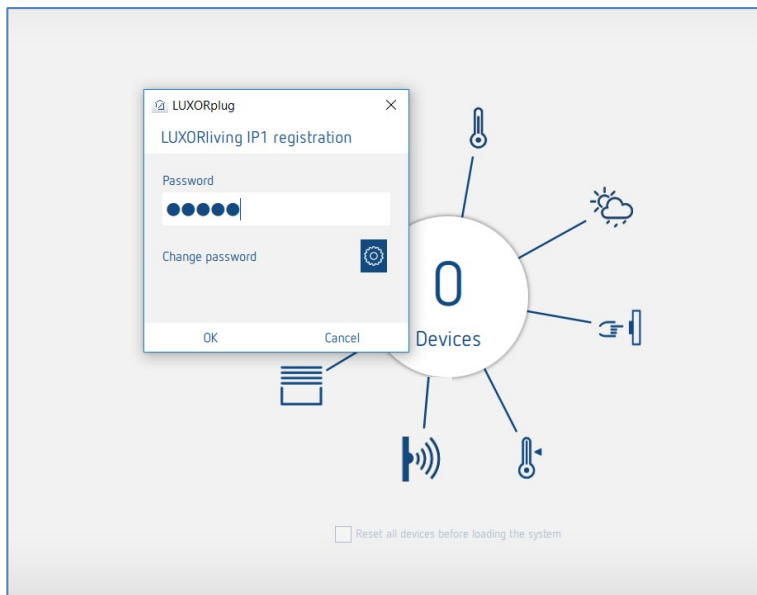 LUXORplug
LUXORliving IP1 registration
Password
Change password
OK Cancel
0
Devices
Reset all devices before loading the system